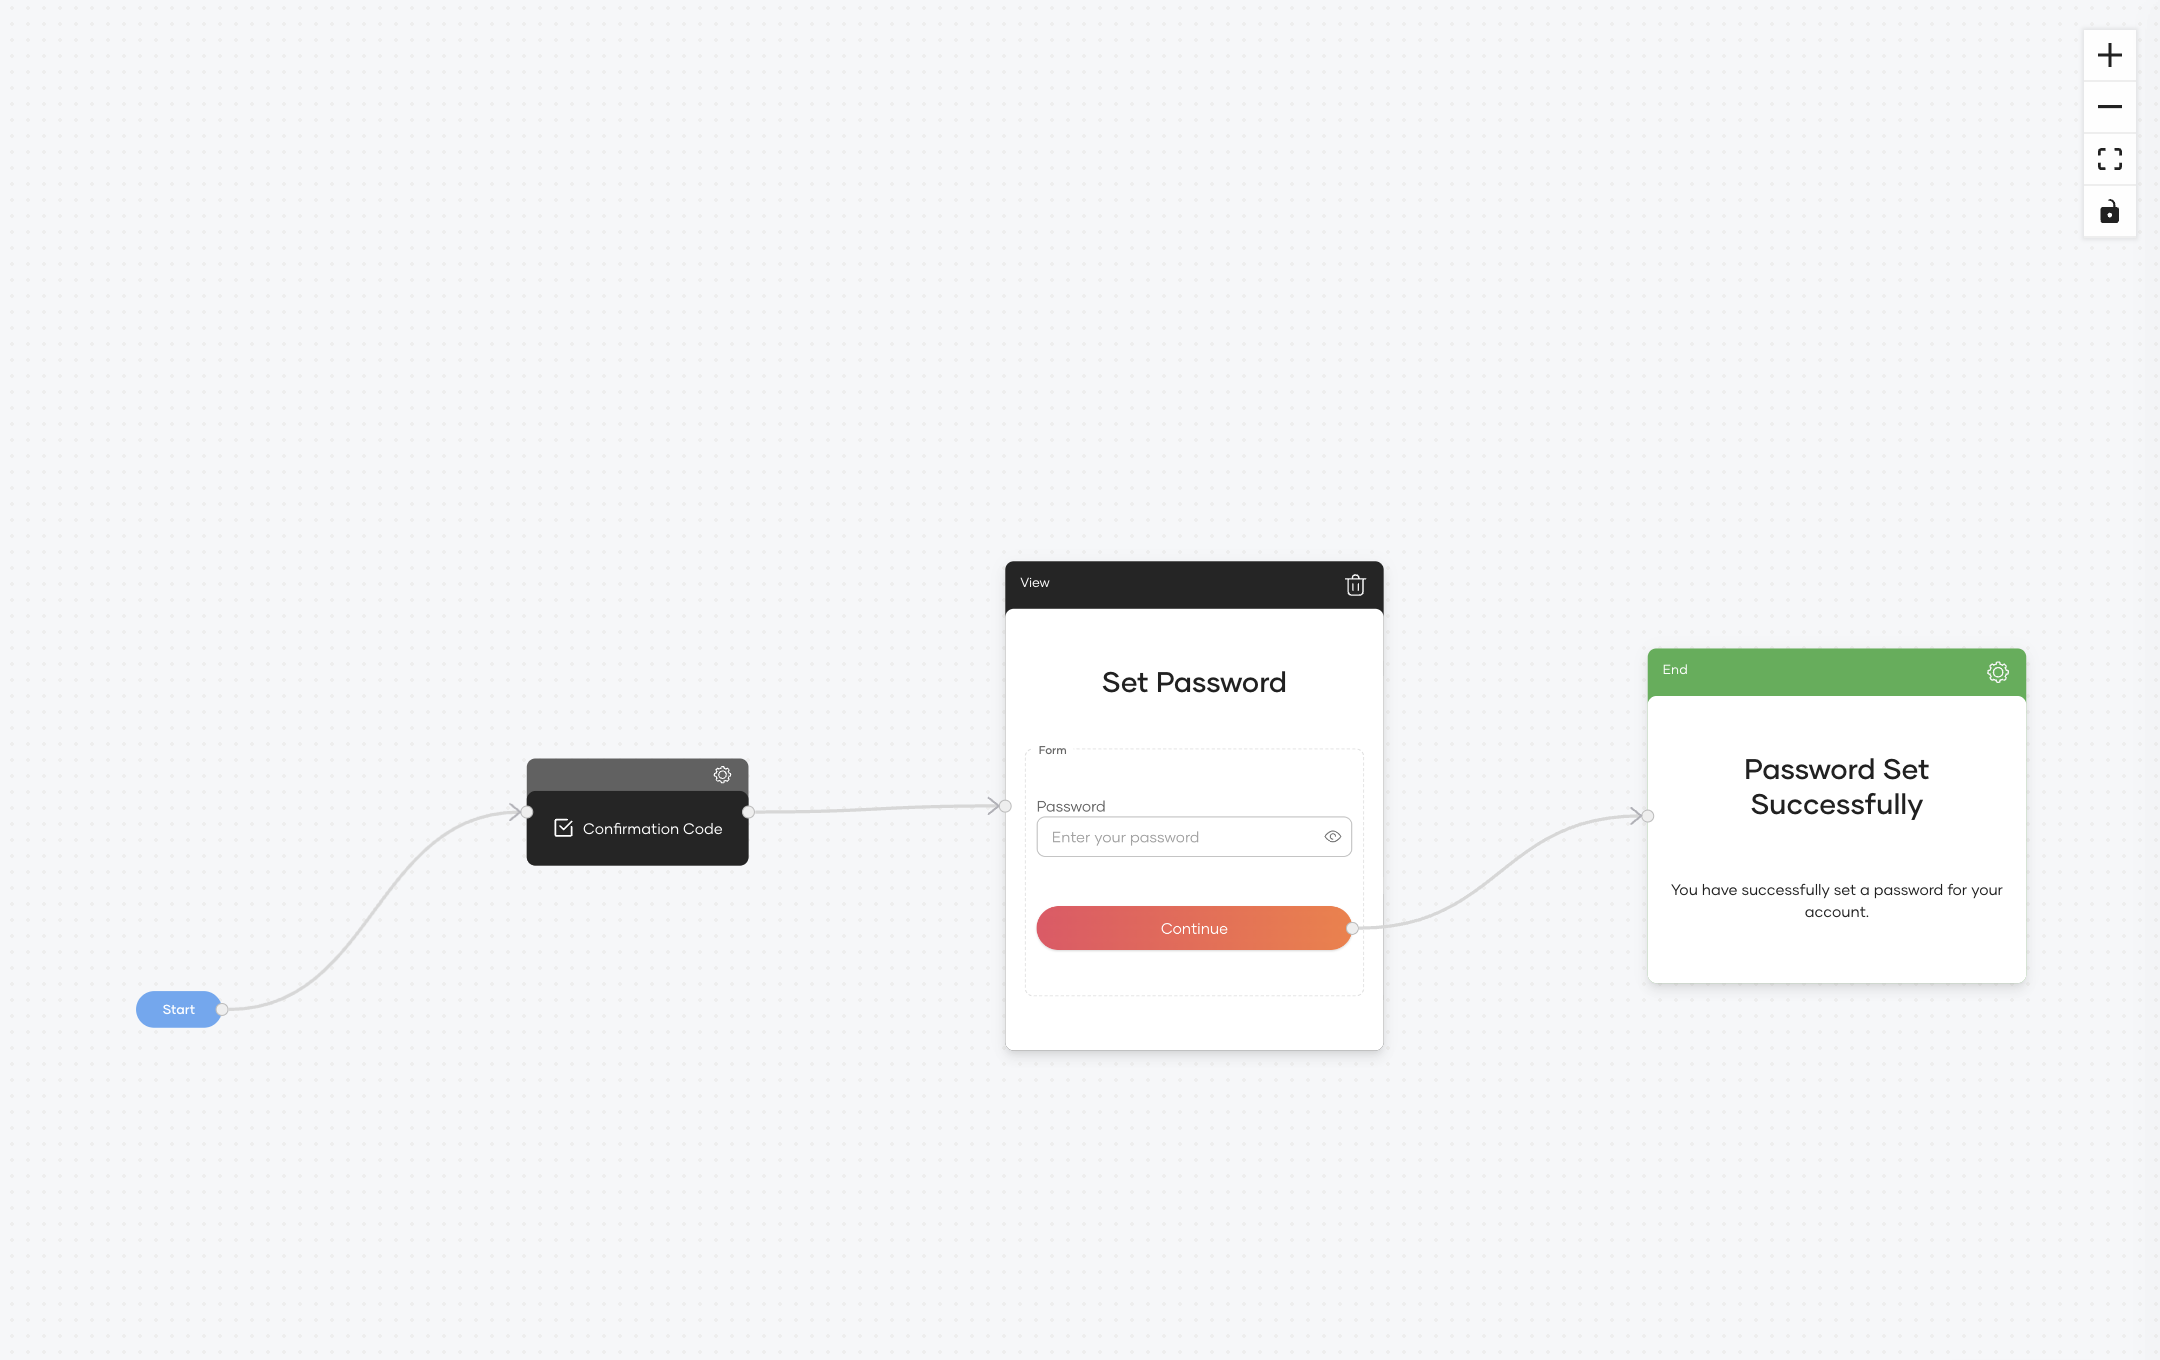 Start
Confirmation Code
View
Set Password
Form
Password
Enter your password
Continue
End
Password Set
Successfully
You have successfully set a password for your
account.